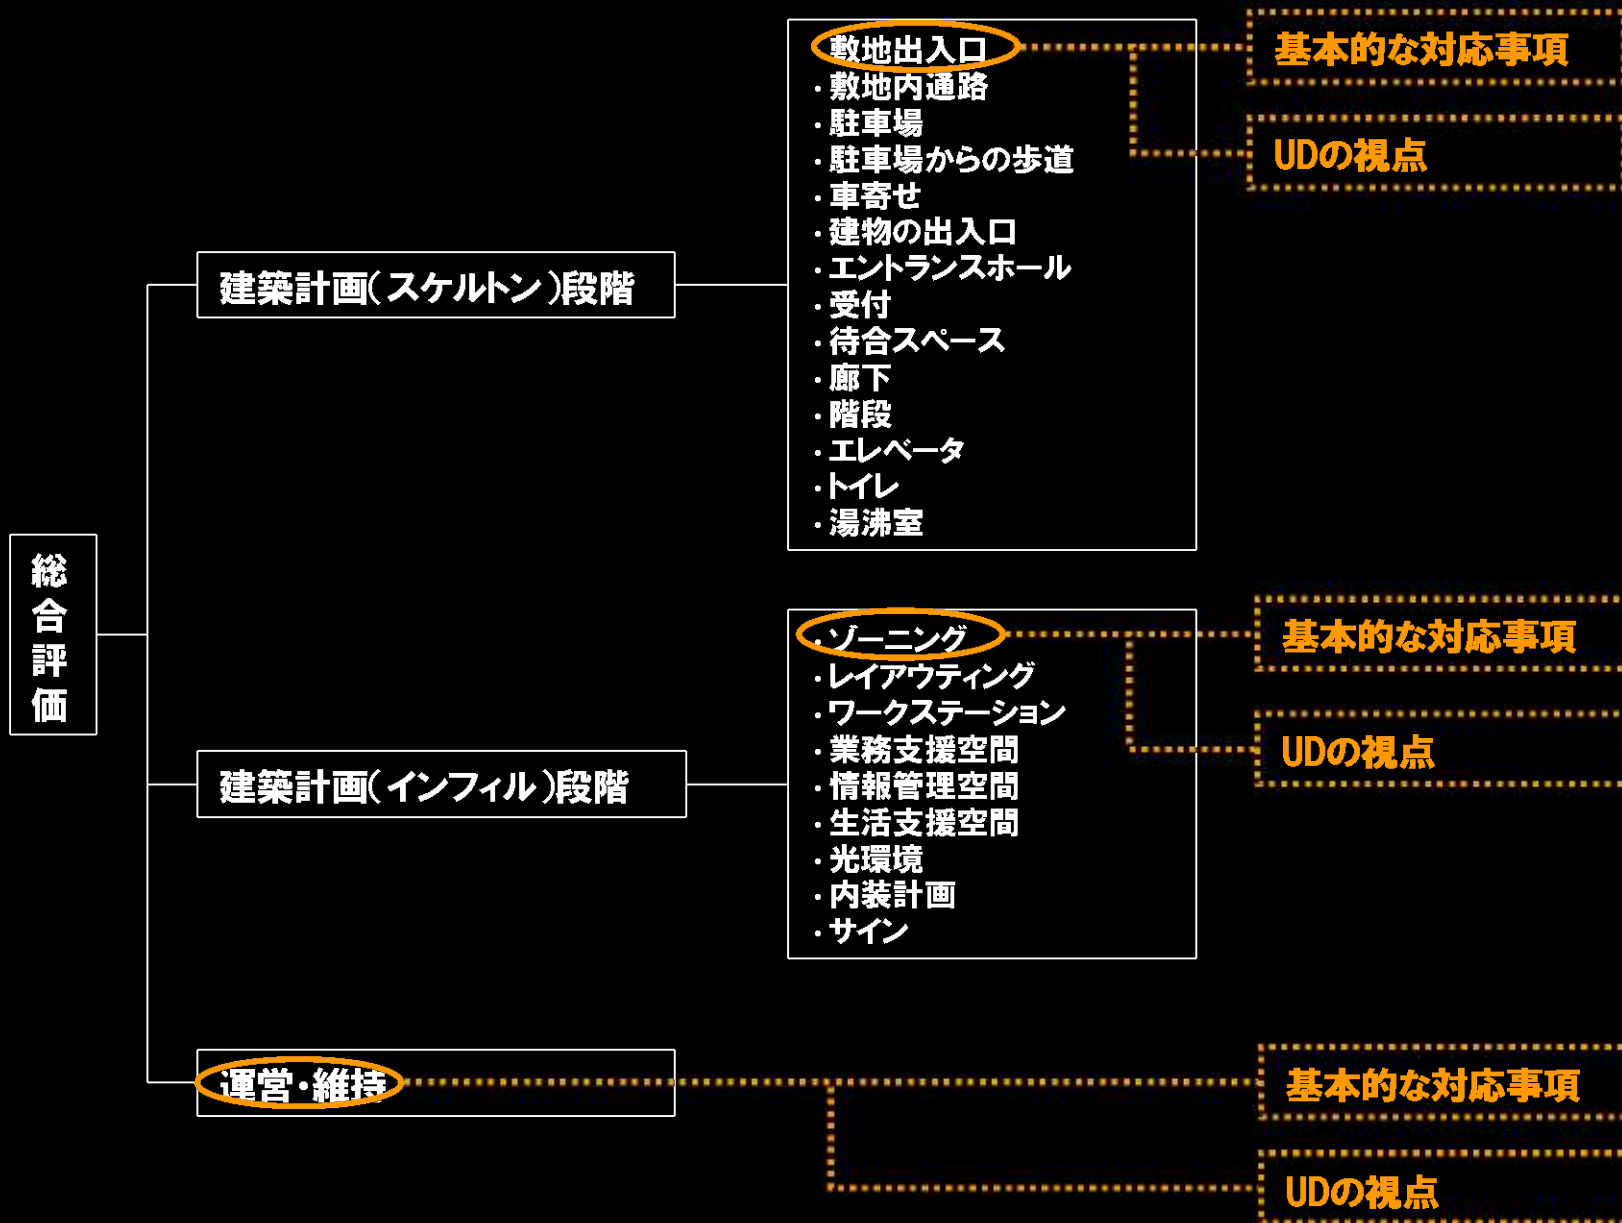 総合評価
建築計画(スケルトン)段階
敷地出入口
・敷地内通路
・駐車場
・駐車場からの歩道
・車寄せ
・建物の出入口
・エントランスホール
・受付
・待合スペース
・廊下
・階段
・エレベータ
・トイレ
・湯沸室
基本的な対応事項
UDの視点
建築計画(インフィル)段階
・ゾーニング
・レイアウティング
・ワークステーション
・業務支援空間
・情報管理空間
・生活支援空間
・光環境
・内装計画
・サイン
基本的な対応事項
UDの視点
運営・維持
基本的な対応事項
UDの視点